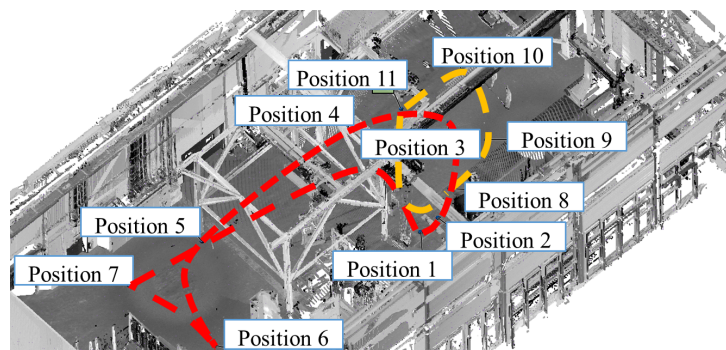 Position 10
Position 11
Position 4
Position 3
Position 9
Position 8
Position 5
Position 2
Position 1
Position 7
Position 6